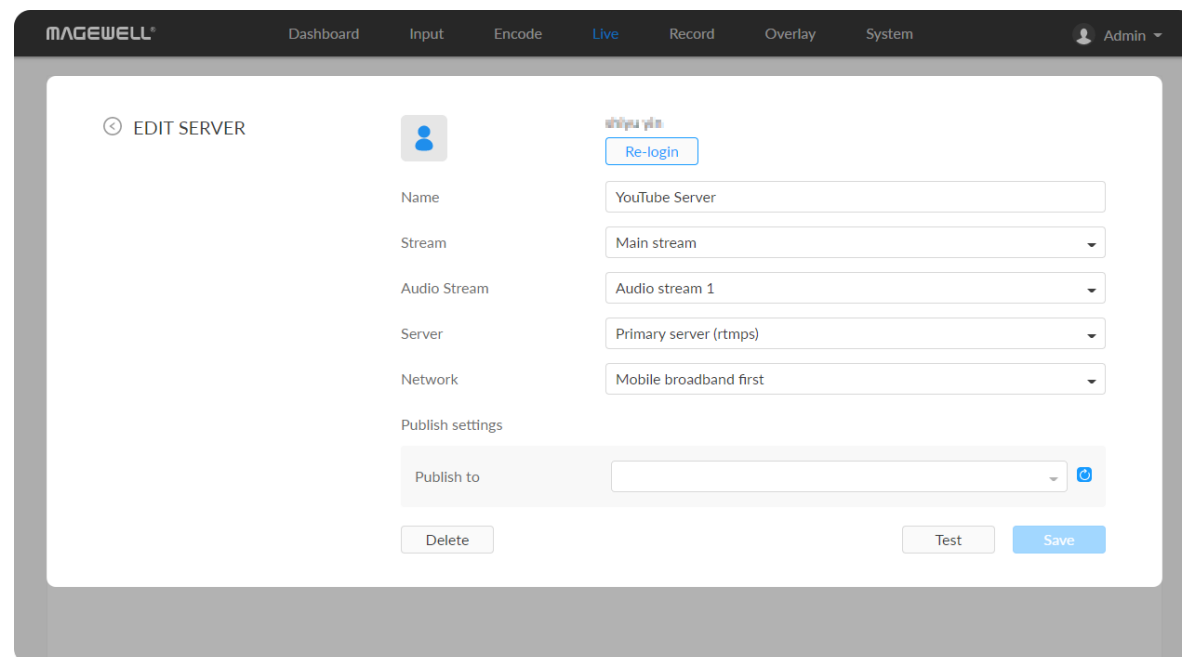 MAGEWELL® Dashboard Input Encode Live Record Overlay System Admin
EDIT SERVER
Re-login
Name YouTube Server
Stream Main stream
Audio Stream Audio stream 1
Server Primary server (rtmps)
Network Mobile broadband first
Publish settings
Publish to
Delete Test Save